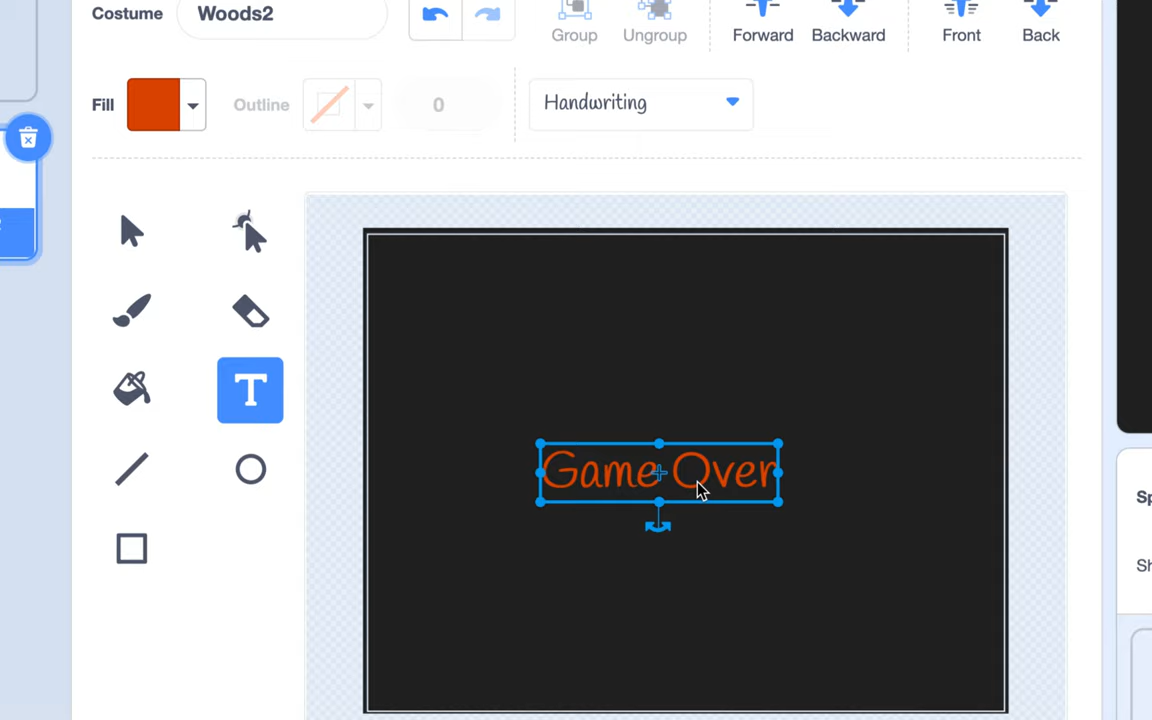 Costume Woods2 Group Ungroup Forward Backward Front Back
Fill Outline 0 Handwriting
T
Game Over